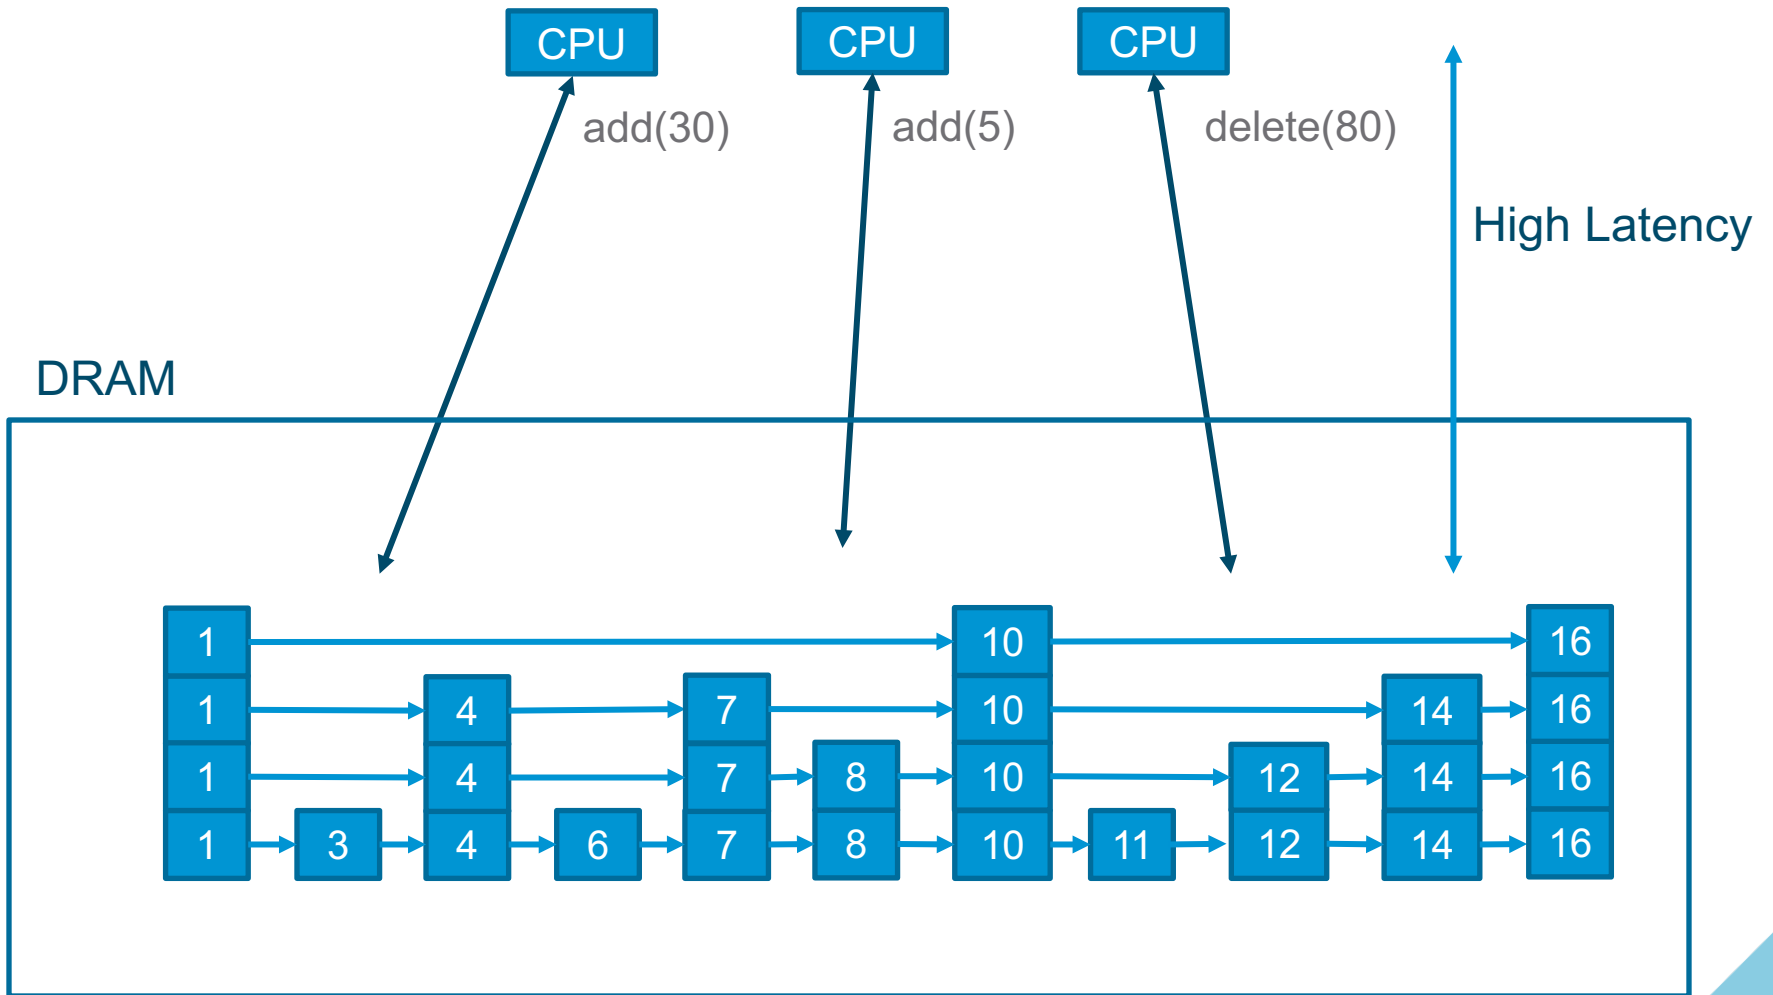 CPU CPU CPU
add(30) add(5) delete(80)
High Latency
DRAM
1 10 16
1 4 7 10 14 16
1 4 7 8 10 12 14 16
1 3 4 6 7 8 10 11 12 14 16